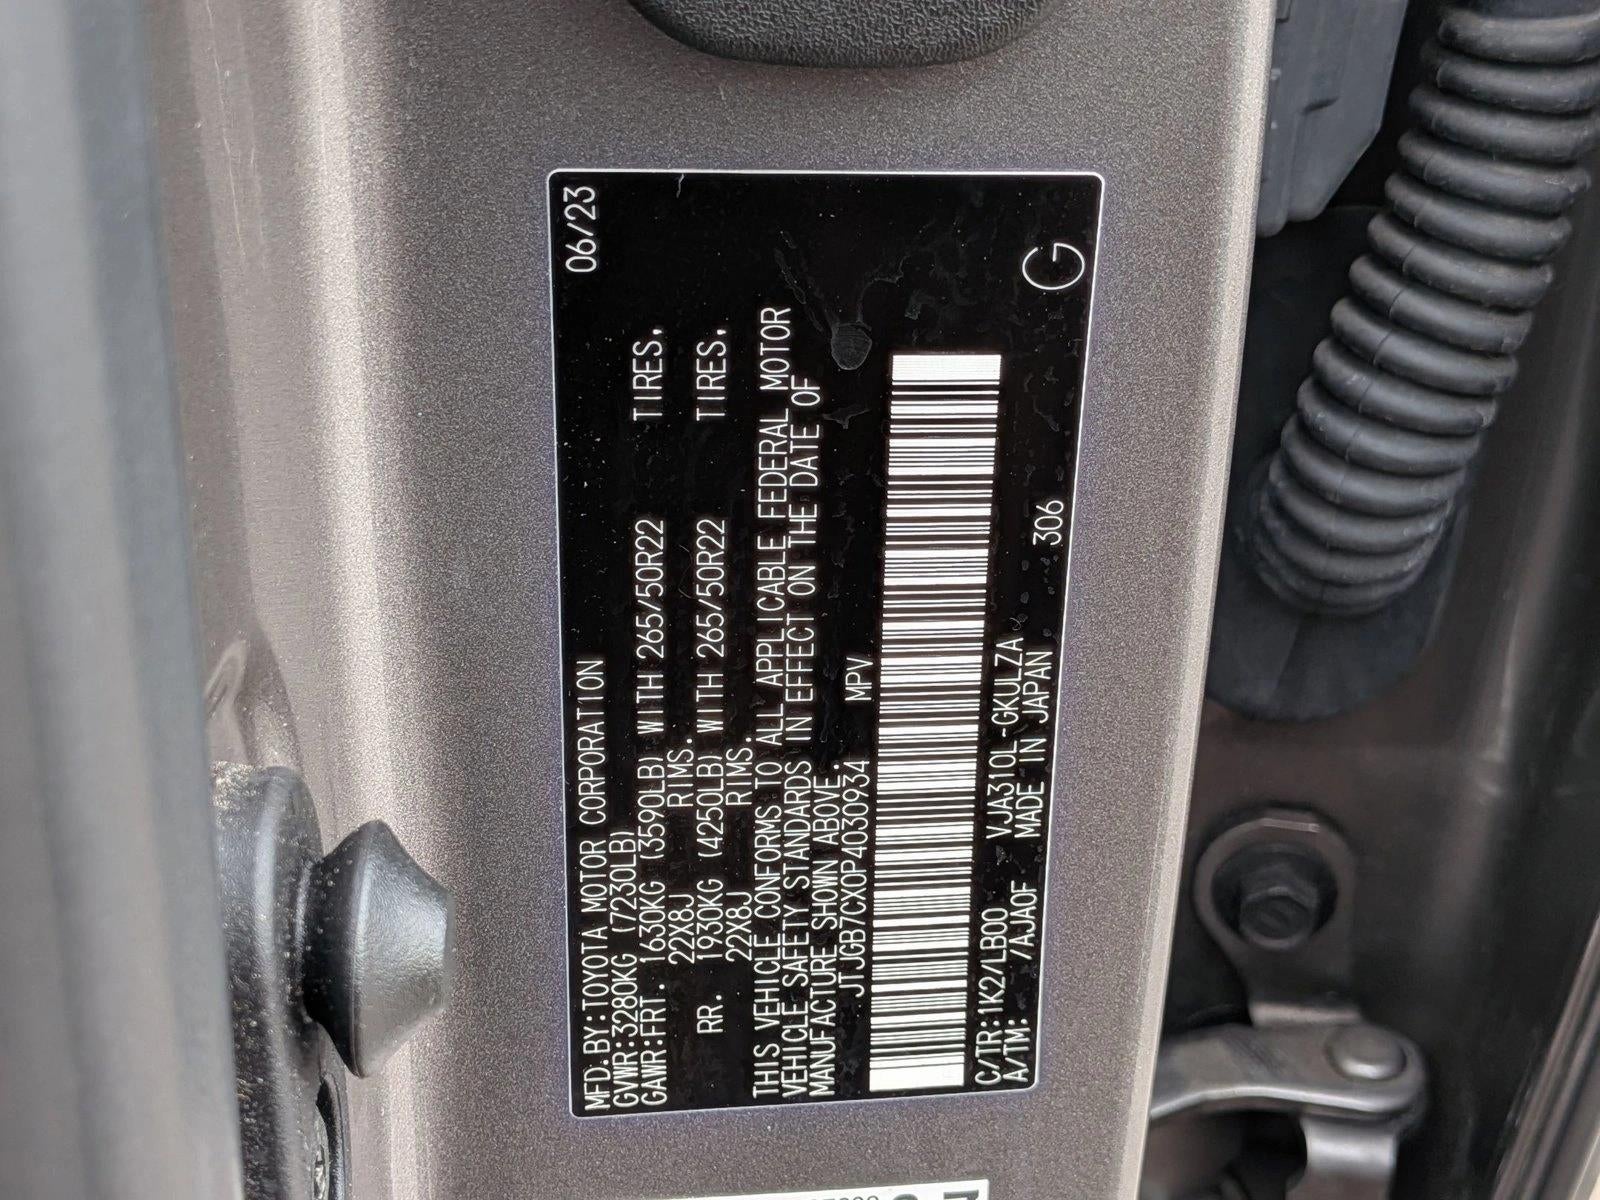 MFD.BY:TOYOTA MOTOR CORPORATION 06/23
GVWR:3280KG (7230LB)
GAWR:FRT. 1630KG (3590LB) WITH 265/50R22 TIRES,
22X8J RIMS.
RR. 1930KG (4250LB) WITH 265/50R22 TIRES,
22X8J RIMS.
THIS VEHICLE CONFORMS TO ALL APPLICABLE FEDERAL MOTOR
VEHICLE SAFETY STANDARDS IN EFFECT ON THE DATE OF
MANUFACTURE SHOWN ABOVE.
JTJGB7CX0P4030934 MPV
C/TR:1K2/LB00 VJA310L-GKULZA
A/TM: /AJA0F MADE IN JAPAN 306
G